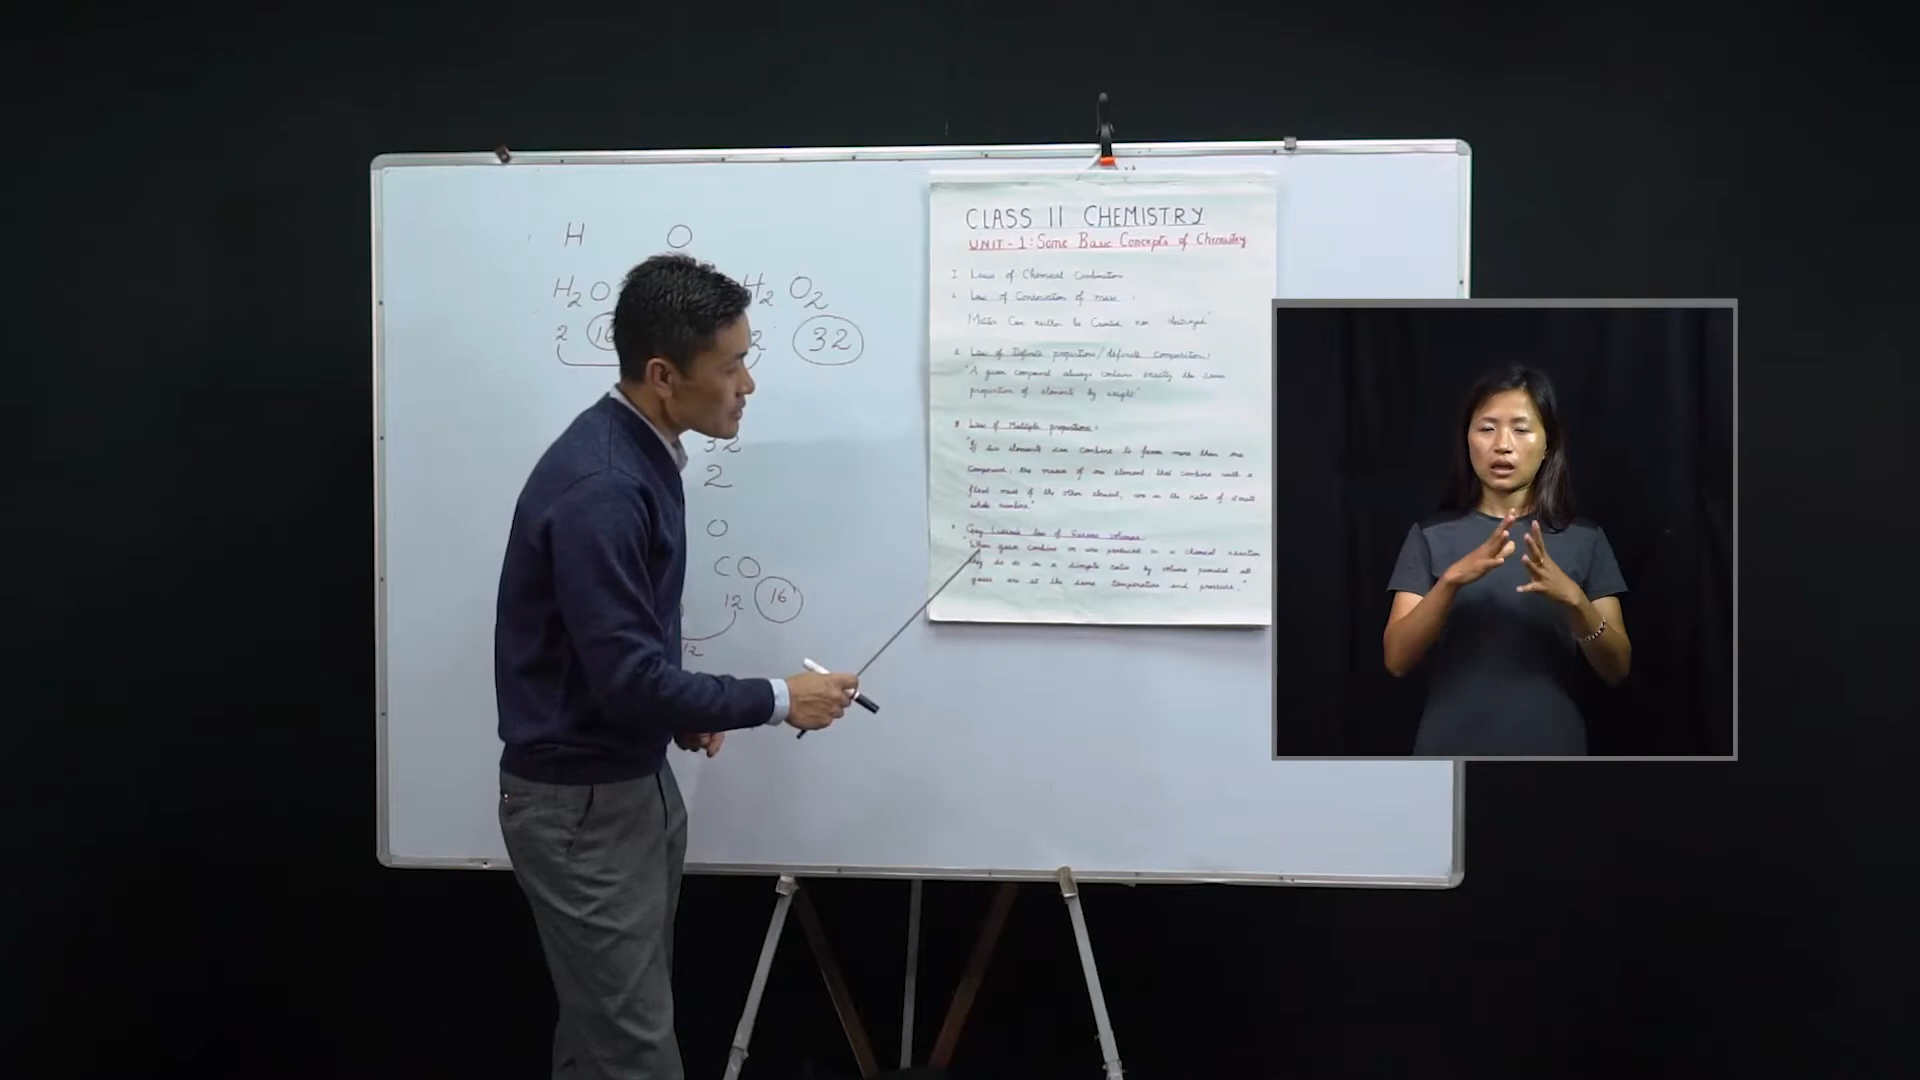 H O
H2O H2 O2
2 16 2 32
32
2
O
CO
12 16
12
CLASS 11 CHEMISTRY
UNIT-1: Some Basic Concepts of Chemistry
I. Laws of Chemical Combination
1. Law of Conservation of mass :
Matter Can neither be Created nor destroyed"
2. Law of Definite proportions/definite Composition:
"A given compound always contains exactly the same
proportion of elements by weight"
3. Law of Multiple proportions:
"If two elements can combine to form more than one
compound, the masses of one element that combine with a
fixed mass of the other element, are in the ratio of small
whole numbers."
Gay Lussac's law of Gaseous volumes
"When gases combine or are produced in a chemical reaction
they do so in a simple ratio by volume provided all
gases are at the same temperature and pressure."